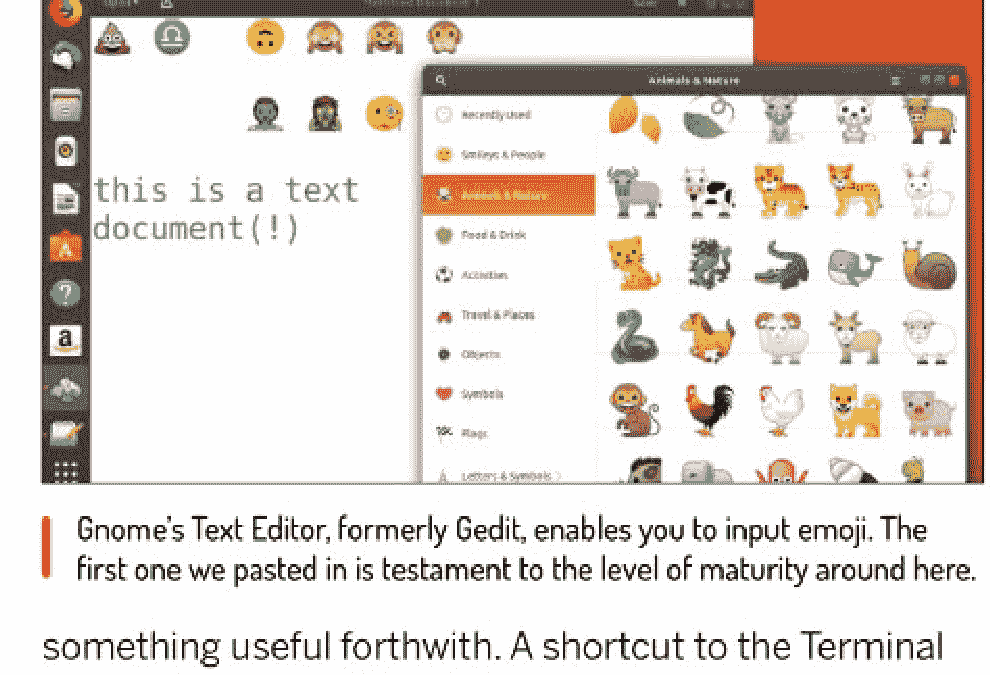 Animals & Nature
Recently Used
Smileys & People
Animals & Nature
this is a text
document(!)
Food & Drink
Activities
Travel & Places
Objects
Symbols
Flags
Letters & Symbols
Gnome's Text Editor, formerly Gedit, enables you to input emoji. The
first one we pasted in is testament to the level of maturity around here.
something useful forthwith. A shortcut to the Terminal